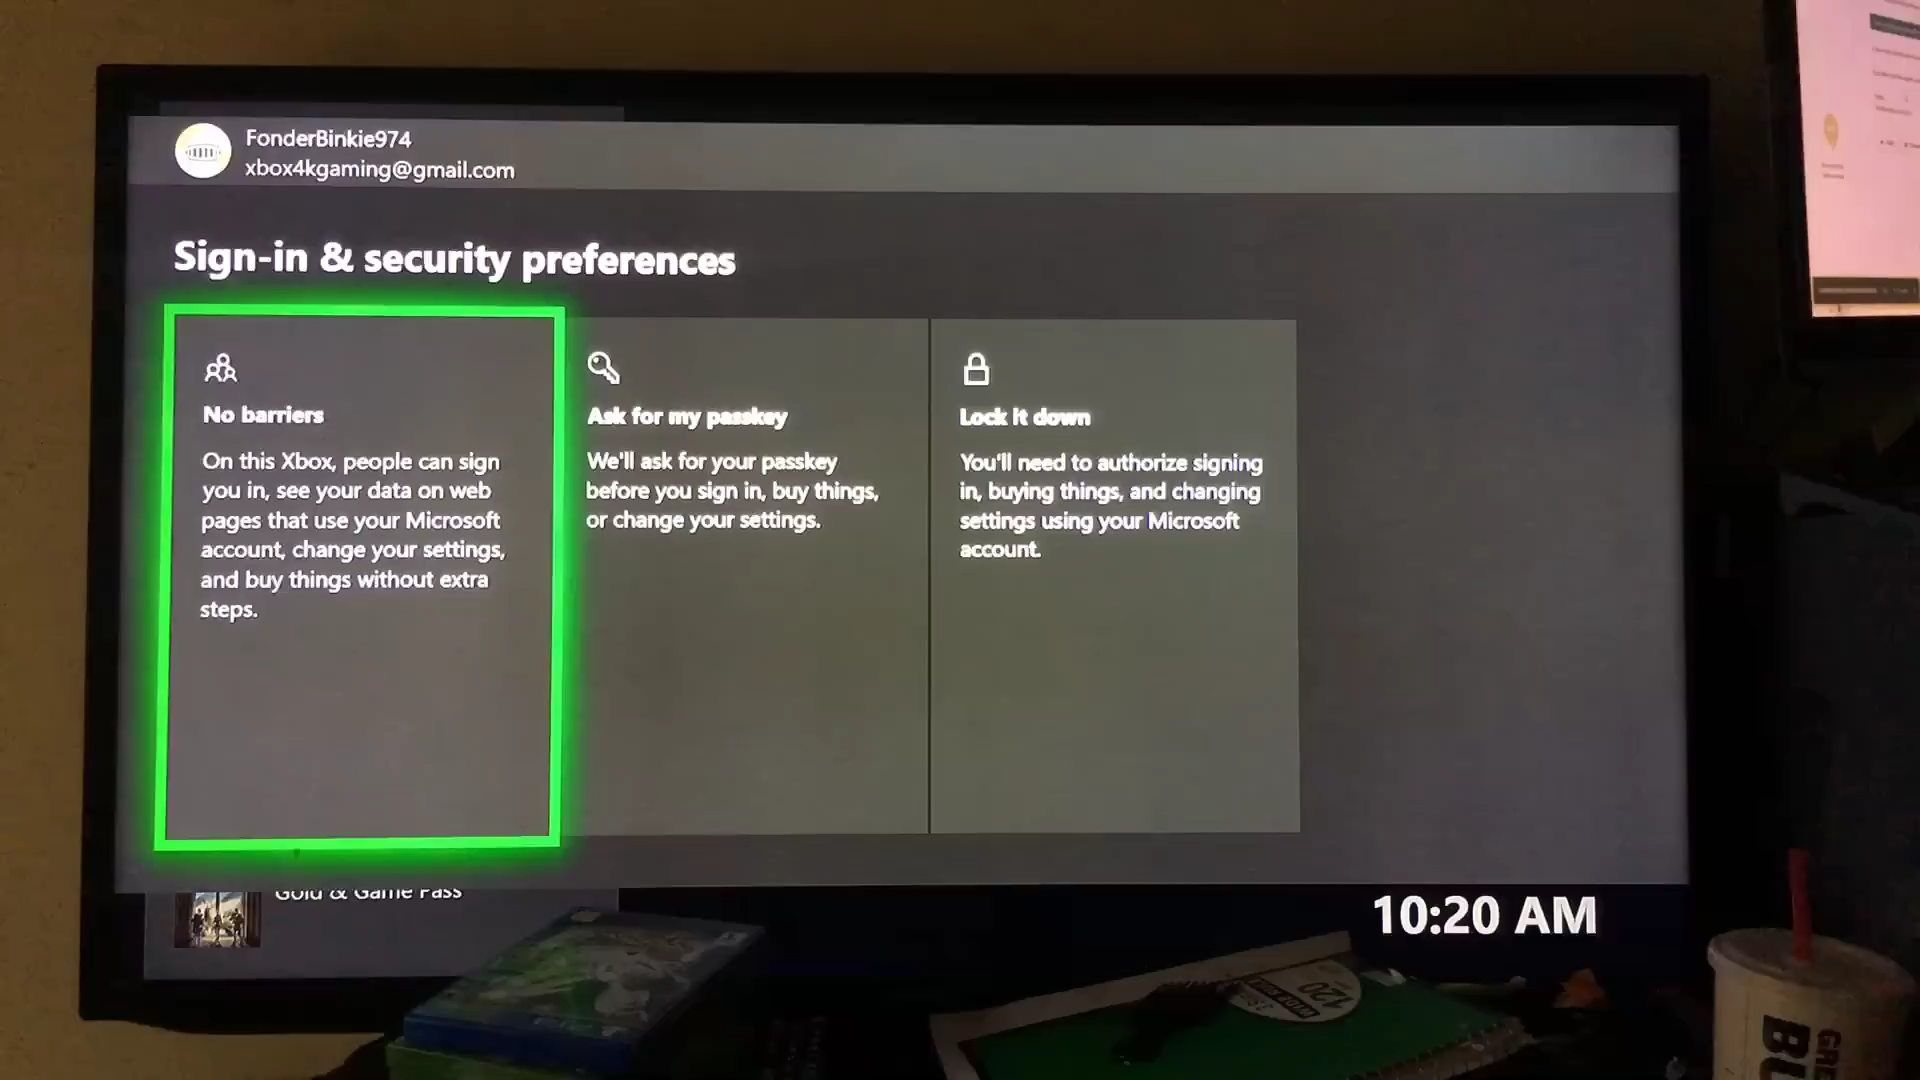 FonderBinkie974
xbox4kgaming@gmail.com
Sign-in & security preferences
No barriers
On this Xbox, people can sign
you in, see your data on web
pages that use your Microsoft
account, change your settings,
and buy things without extra
steps.
Ask for my passkey
We'll ask for your passkey
before you sign in, buy things,
or change your settings.
Lock it down
You'll need to authorize signing
in, buying things, and changing
settings using your Microsoft
account.
Gold & Game Pass
10:20 AM
120
WIDE RULE